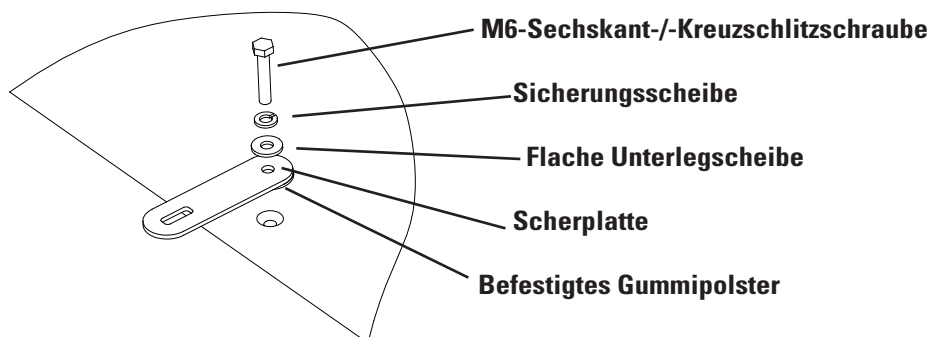 M6-Sechskant-/-Kreuzschlitzschraube
Sicherungsscheibe
Flache Unterlegscheibe
Scherplatte
Befestigtes Gummipolster